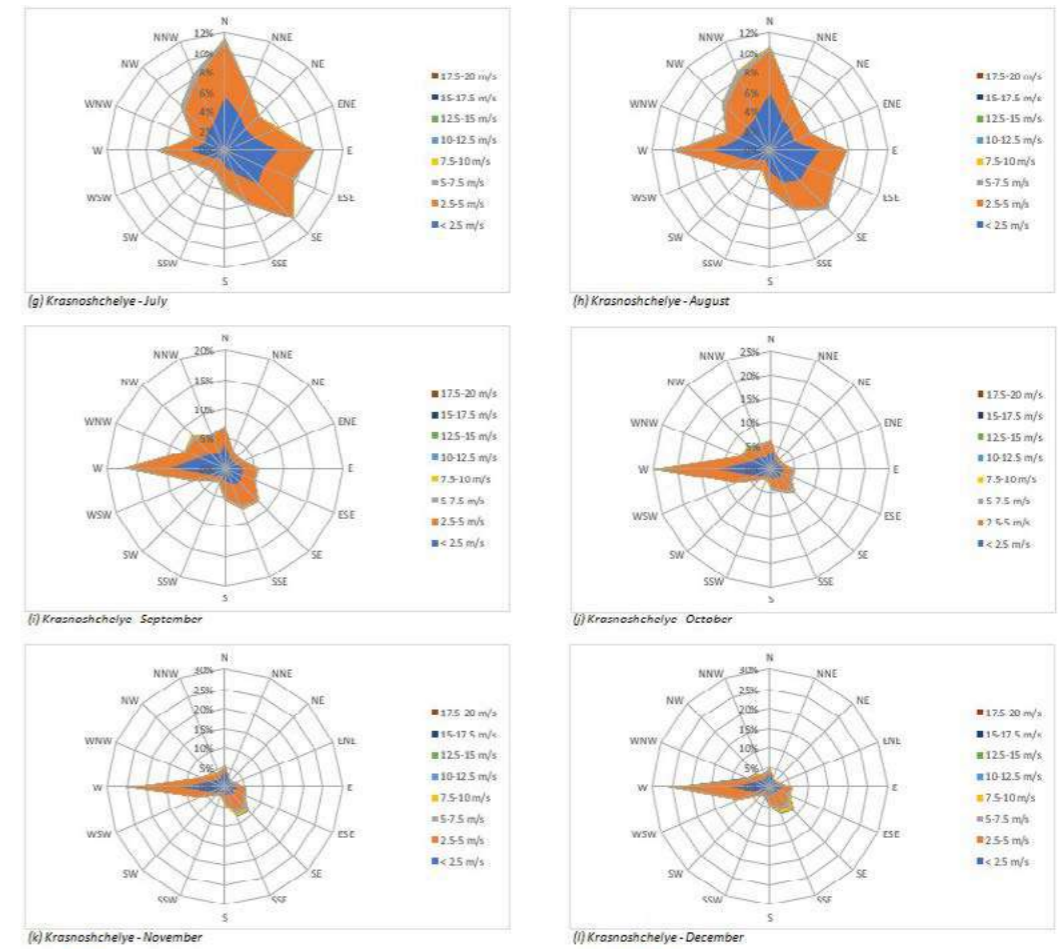 N
NNE
NE
ENE
E
ESE
SE
SSE
S
SSW
SW
WSW
W
WNW
NW
NNW
12%
10%
8%
6%
4%
2%
17.5-20 m/s
15-17.5 m/s
12.5-15 m/s
10-12.5 m/s
7.5-10 m/s
5-7.5 m/s
2.5-5 m/s
< 2.5 m/s
(g) Krasnoshchelye - July
N
NNE
NE
ENE
E
ESE
SE
SSE
S
SSW
SW
WSW
W
WNW
NW
NNW
12%
10%
8%
6%
4%
17.5-20 m/s
15-17.5 m/s
12.5-15 m/s
10-12.5 m/s
7.5-10 m/s
5-7.5 m/s
2.5-5 m/s
< 2.5 m/s
(h) Krasnoshchelye - August
N
NNE
NE
ENE
E
ESE
SE
SSE
S
SSW
SW
WSW
W
WNW
NW
NNW
20%
15%
10%
5%
17.5-20 m/s
15-17.5 m/s
12.5-15 m/s
10-12.5 m/s
7.5-10 m/s
5-7.5 m/s
2.5-5 m/s
< 2.5 m/s
(i) Krasnoshchelye September
N
NNE
NE
ENE
E
ESE
SE
SSE
S
SSW
SW
WSW
W
WNW
NW
NNW
25%
20%
15%
10%
5%
17.5-20 m/s
15-17.5 m/s
12.5-15 m/s
10-12.5 m/s
7.5-10 m/s
5 7.5 m/s
2.5-5 m/s
< 2.5 m/s
(j) Krasnoshchelye October
N
NNE
NE
ENE
E
ESE
SE
SSE
S
SSW
SW
WSW
W
WNW
NW
NNW
30%
25%
20%
15%
10%
5%
17.5-20 m/s
15-17.5 m/s
12.5-15 m/s
10-12.5 m/s
7.5-10 m/s
5-7.5 m/s
2.5-5 m/s
< 2.5 m/s
(k) Krasnoshchelye - November
N
NNE
NE
ENE
E
ESE
SE
SSE
S
SSW
SW
WSW
W
WNW
NW
NNW
30%
25%
20%
15%
10%
5%
17.5 20 m/s
15-17.5 m/s
12.5-15 m/s
10-12.5 m/s
7.5-10 m/s
5-7.5 m/s
2.5-5 m/s
< 2.5 m/s
(l) Krasnoshchelye - December